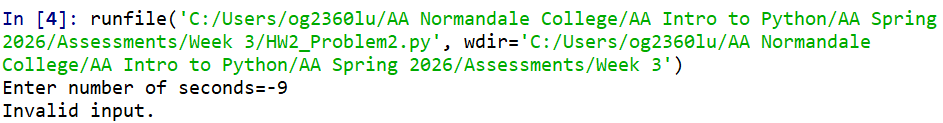 In [4]: runfile('C:/Users/og2360lu/AA Normandale College/AA Intro to Python/AA Spring
2026/Assessments/Week 3/HW2_Problem2.py', wdir='C:/Users/og2360lu/AA Normandale
College/AA Intro to Python/AA Spring 2026/Assessments/Week 3')
Enter number of seconds=-9
Invalid input.